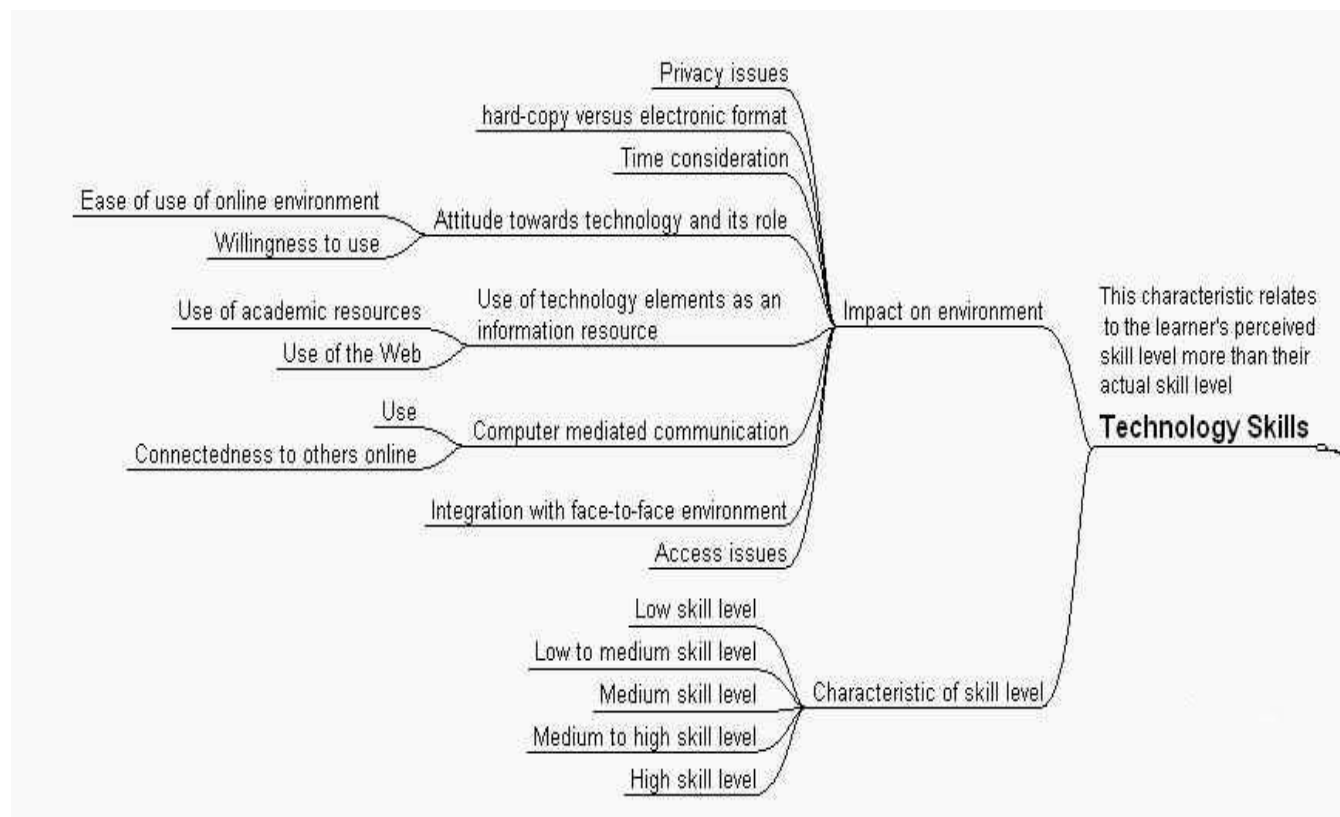 Privacy issues
hard-copy versus electronic format
Time consideration
Ease of use of online environment
Attitude towards technology and its role
Willingness to use
Use of academic resources
Use of technology elements as an
information resource
Use of the Web
Use
Computer mediated communication
Connectedness to others online
Integration with face-to-face environment
Access issues
Impact on environment
Low skill level
Low to medium skill level
Medium skill level
Medium to high skill level
High skill level
Characteristic of skill level
This characteristic relates
to the learner's perceived
skill level more than their
actual skill level
Technology Skills